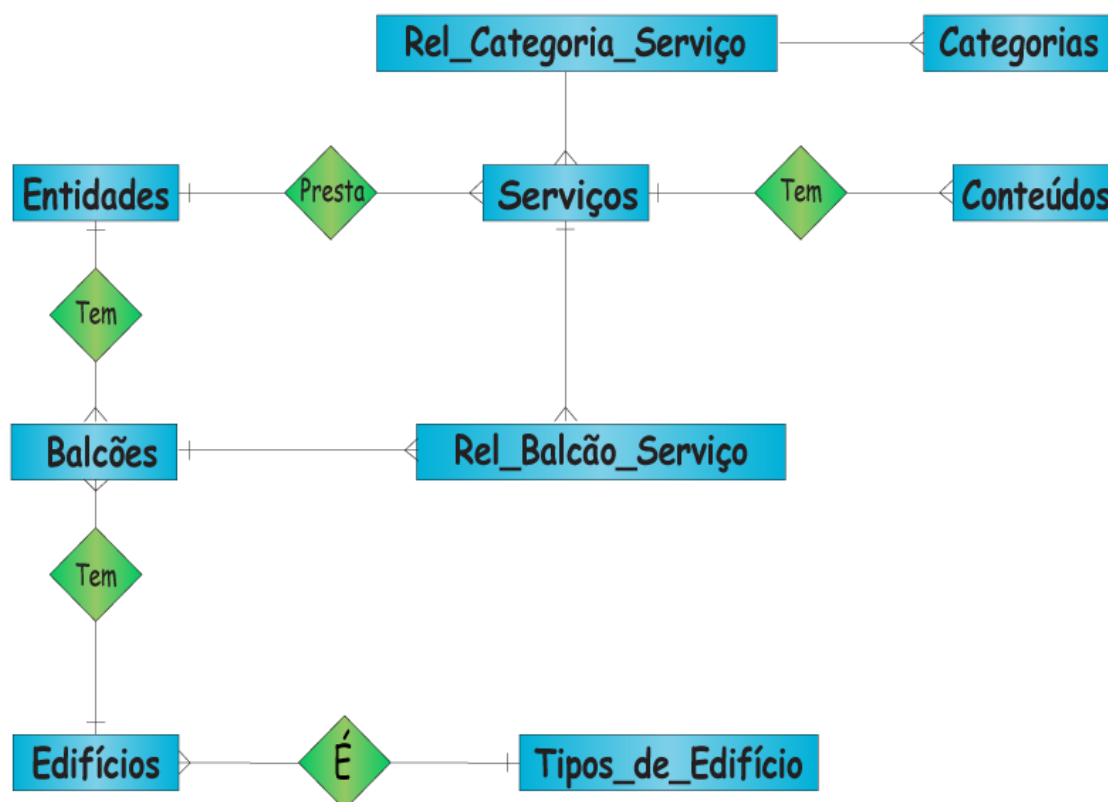 Rel_Categoria_Serviço
Categorias
Entidades
Presta
Serviços
Tem
Conteúdos
Tem
Balcões
Rel_Balcão_Serviço
Tem
Edifícios
É
Tipos_de_Edifício